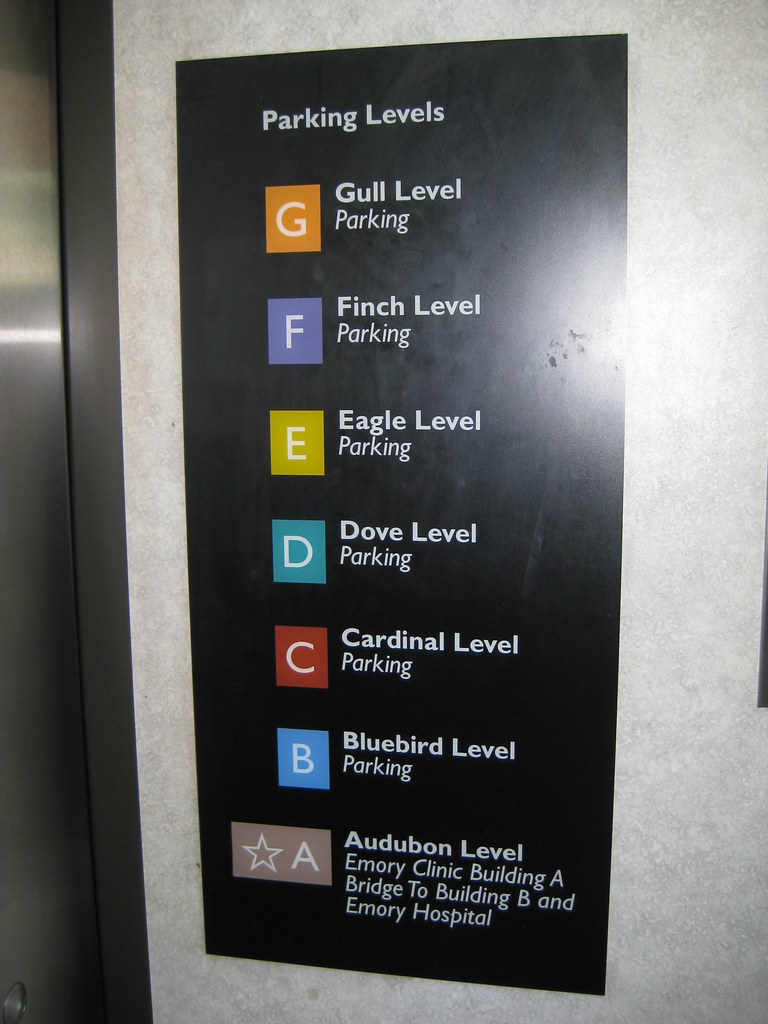 Parking Levels
G
Gull Level
Parking
F
Finch Level
Parking
E
Eagle Level
Parking
D
Dove Level
Parking
C
Cardinal Level
Parking
B
Bluebird Level
Parking
☆ A
Audubon Level
Emory Clinic Building A
Bridge To Building B and
Emory Hospital